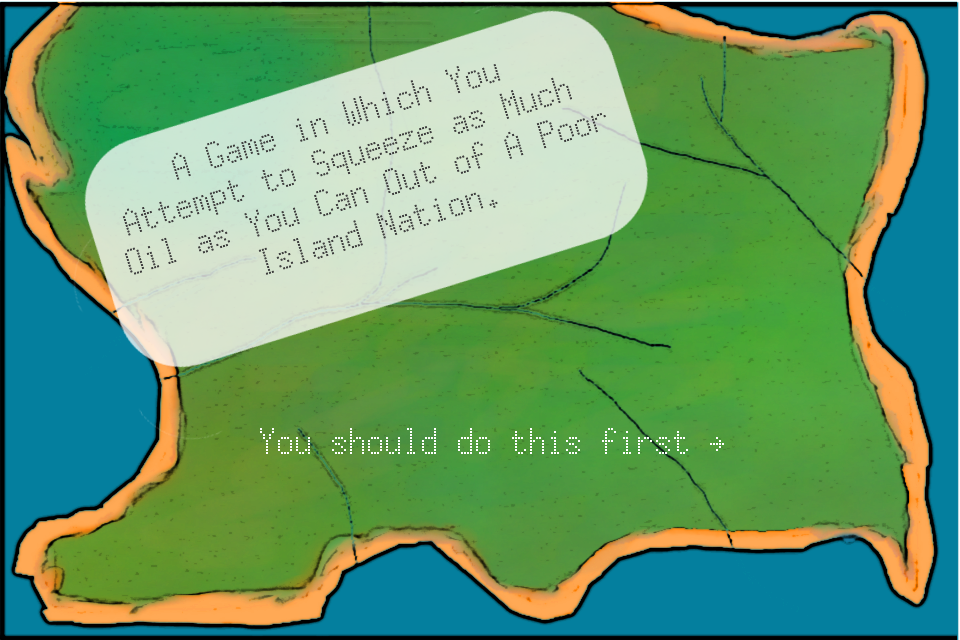 A Game in Which You
Attempt to Squeeze as Much
Oil as You Can Out of A Poor
Island Nation.
You should do this first →